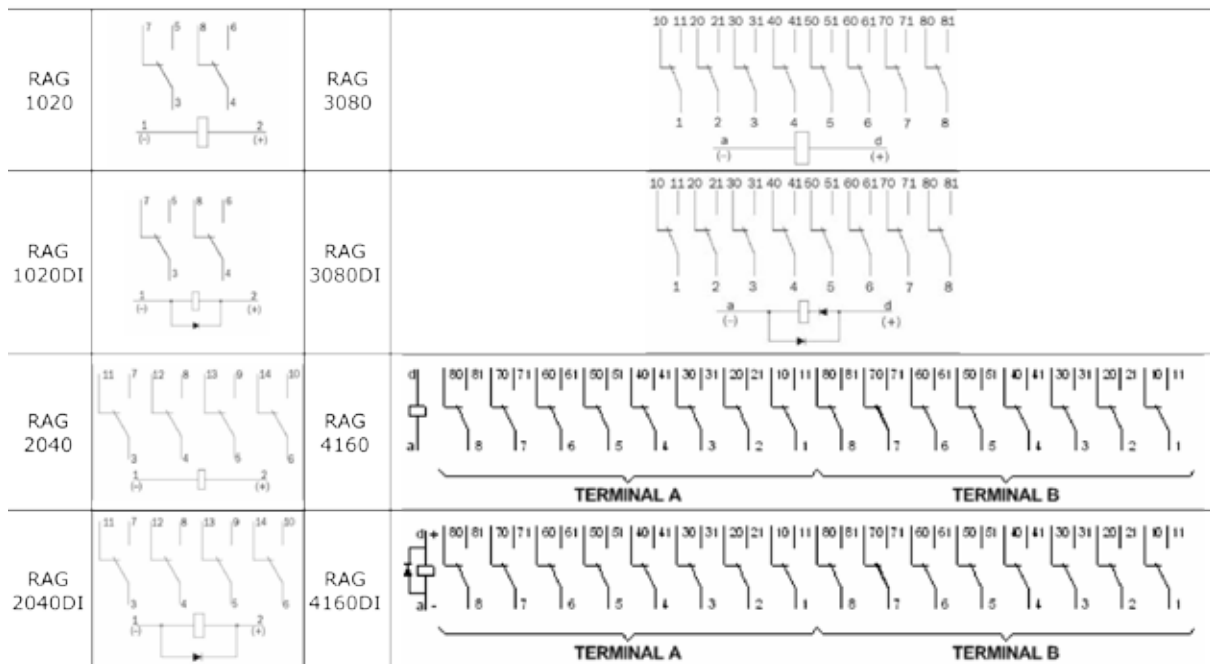 RAG
1020
7 5 8 6
3 4
1 2
(-) (+)
RAG
3080
10 11 20 21 30 31 40 41 50 51 60 61 70 71 80 81
1 2 3 4 5 6 7 8
a d
(-) (+)
RAG
1020DI
7 5 8 6
3 4
1 2
(-) (+)
RAG
3080DI
10 11 20 21 30 31 40 41 50 51 60 61 70 71 80 81
1 2 3 4 5 6 7 8
a d
(-) (+)
RAG
2040
11 7 12 8 13 9 14 10
3 4 5 6
1 2
(-) (+)
RAG
4160
d 80 81 70 71 60 61 50 51 40 41 30 31 20 21 10 11 80 81 70 71 60 61 50 51 40 41 30 31 20 21 10 11
a 8 7 6 5 4 3 2 1 8 7 6 5 4 3 2 1
TERMINAL A TERMINAL B
RAG
2040DI
11 7 12 8 13 9 14 10
3 4 5 6
1 2
(-) (+)
RAG
4160DI
d + 80 81 70 71 60 61 50 51 40 41 30 31 20 21 10 11 80 81 70 71 60 61 50 51 40 41 30 31 20 21 10 11
a - 8 7 6 5 4 3 2 1 8 7 6 5 4 3 2 1
TERMINAL A TERMINAL B